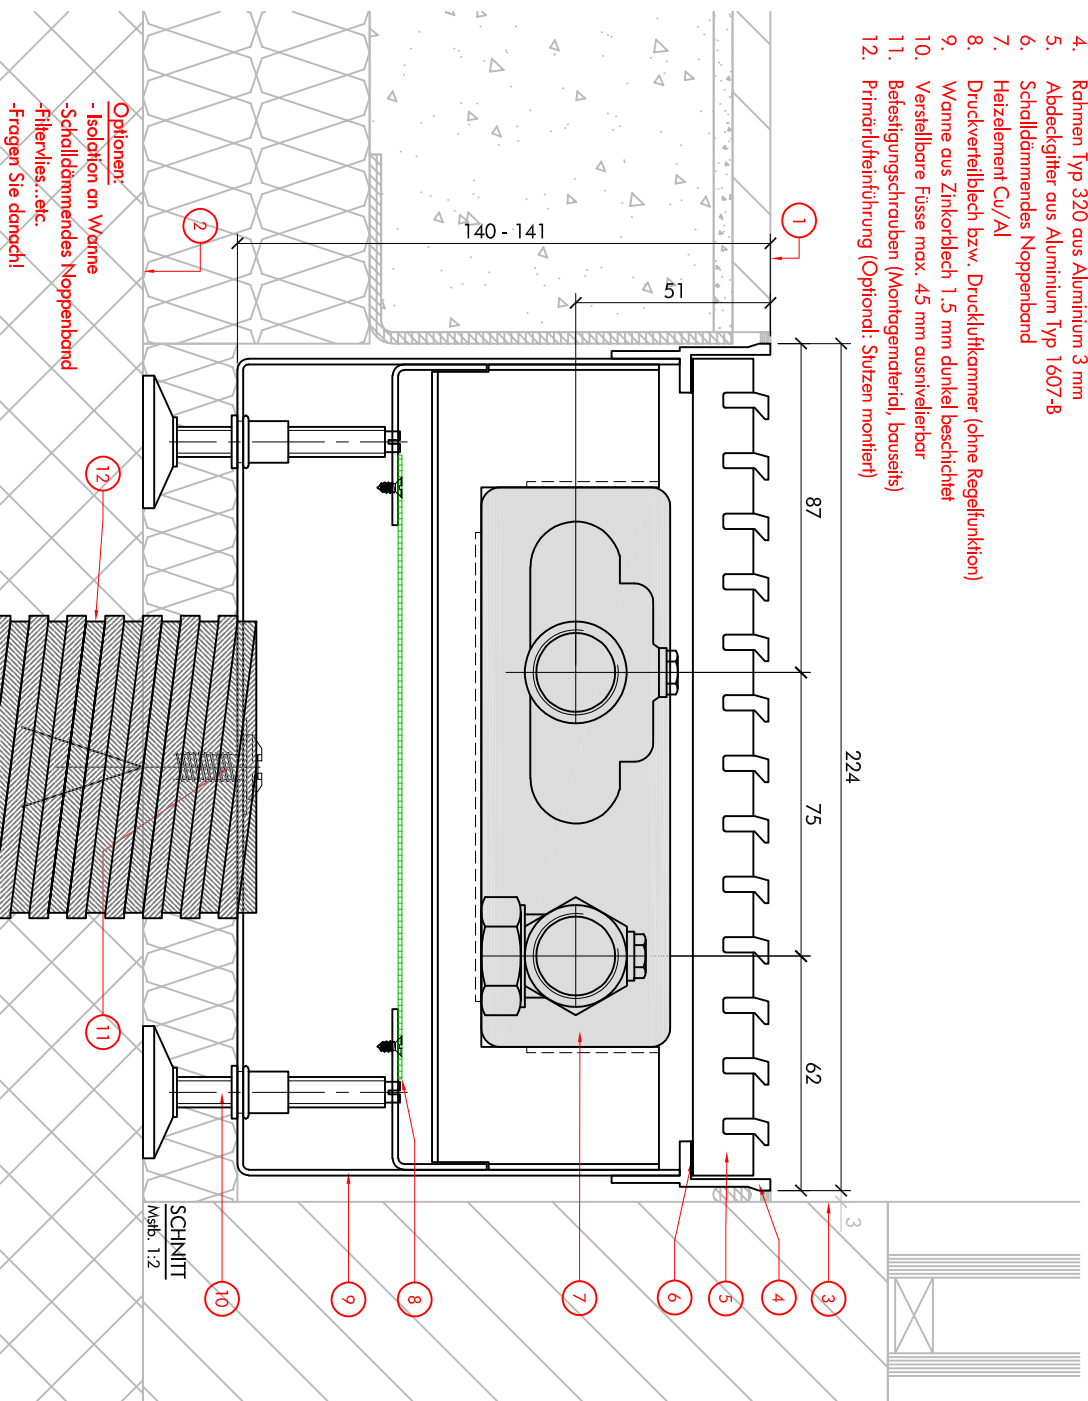 4. Rahmen Typ 320 aus Aluminium 3 mm
5. Abdeckgitter aus Aluminium Typ 1607-B
6. Schalldämmendes Noppenband
7. Heizelement Cu/Al
8. Druckverteilblech bzw. Druckluftkammer (ohne Regelfunktion)
9. Wanne aus Zinkorblech 1.5 mm dunkel beschichtet
10. Verstellbare Füsse max. 45 mm ausnivelierbar
11. Befestigungschrauben (Montagematerial, bauseits)
12. Primärlufteinführung (Optional: Stutzen montiert)
224
87
75
62
3
140 - 141
51
1
2
3
4
5
6
7
8
9
10
11
12
Optionen:
- Isolation an Wanne
-Schalldämmendes Noppenband
-Filtervlies...etc.
-Fragen Sie danach!
SCHNITT
Mstb. 1:2